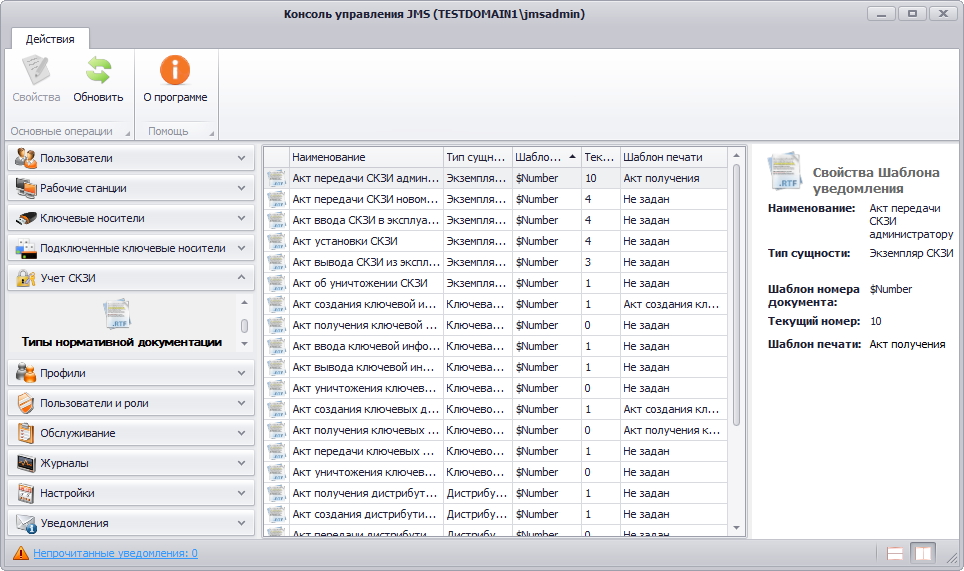 Консоль управления JMS (TESTDOMAIN1\jmsadmin)
Действия
Свойства
Обновить
О программе
Основные операции
Помощь
Пользователи
Рабочие станции
Ключевые носители
Подключенные ключевые носители
Учет СКЗИ
.RTF
Типы нормативной документации
Профили
Пользователи и роли
Обслуживание
Журналы
Настройки
Уведомления
Наименование Тип сущн... Шабло... Тек... Шаблон печати
Акт передачи СКЗИ админ... Экземпля... $Number 10 Акт получения
Акт передачи СКЗИ новом... Экземпля... $Number 4 Не задан
Акт ввода СКЗИ в эксплуа... Экземпля... $Number 4 Не задан
Акт установки СКЗИ Экземпля... $Number 4 Не задан
Акт вывода СКЗИ из экспл... Экземпля... $Number 3 Не задан
Акт об уничтожении СКЗИ Экземпля... $Number 1 Не задан
Акт создания ключевой и... Ключева... $Number 1 Акт создания кл...
Акт получения ключевой ... Ключева... $Number 0 Не задан
Акт ввода ключевой инфо... Ключева... $Number 1 Не задан
Акт вывода ключевой ин... Ключева... $Number 1 Не задан
Акт уничтожения ключев... Ключева... $Number 0 Не задан
Акт создания ключевых д... Ключево... $Number 1 Акт создания кл...
Акт получения ключевых ... Ключево... $Number 0 Акт получения к...
Акт передачи ключевых ... Ключево... $Number 1 Не задан
Акт уничтожения ключев... Ключево... $Number 0 Не задан
Акт получения дистрибут... Дистрибу... $Number 1 Не задан
Акт создания дистрибути... Дистрибу... $Number 1 Не задан
Акт передачи дистрибути... Дистрибу... $Number 0 Не задан
.RTF
Свойства Шаблона
уведомления
Наименование: Акт передачи
СКЗИ
администратору
Тип сущности: Экземпляр СКЗИ
Шаблон номера
документа: $Number
Текущий номер: 10
Шаблон печати: Акт получения
Непрочитанные уведомления: 0